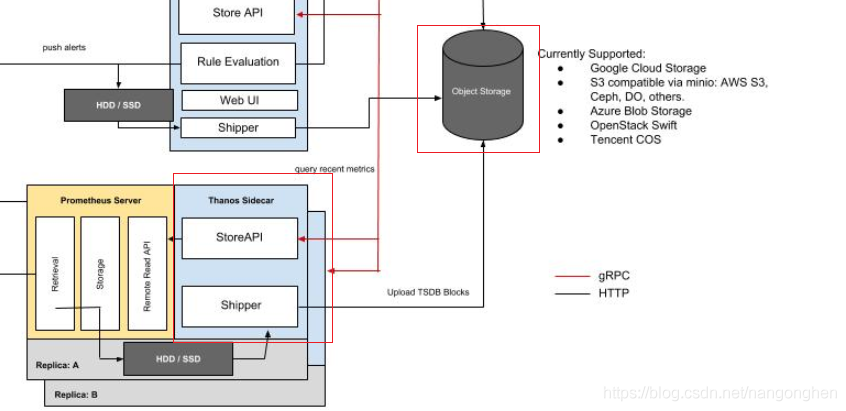 Store API
push alerts
Rule Evaluation
HDD / SSD
Web UI
Shipper
Object Storage
Currently Supported:
● Google Cloud Storage
● S3 compatible via minio: AWS S3,
Ceph, DO, others.
● Azure Blob Storage
● OpenStack Swift
● Tencent COS
query recent metrics
Prometheus Server
Thanos Sidecar
Retrieval
Storage
Remote Read API
StoreAPI
Shipper
Upload TSDB Blocks
gRPC
HTTP
HDD / SSD
Replica: A
Replica: B
https://blog.csdn.net/nangonghen